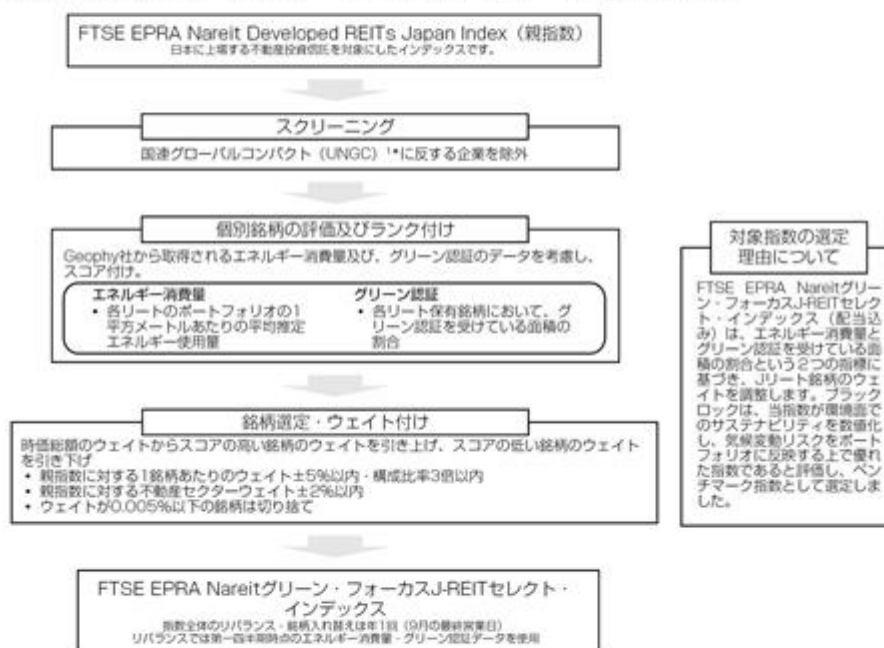 FTSE EPRA Nareit Developed REITs Japan Index（親指数）
日本に上場する不動産投資信託を対象にしたインデックスです。
スクリーニング
国連グローバルコンパクト（UNGC）¹*に反する企業を除外
個別銘柄の評価及びランク付け
Geophy社から取得されるエネルギー消費量及び、グリーン認証のデータを考慮し、
スコア付け。
エネルギー消費量
• 各リートのポートフォリオの1
平方メートルあたりの平均推定
エネルギー使用量
グリーン認証
• 各リート保有銘柄において、グ
リーン認証を受けている面積の
割合
銘柄選定・ウェイト付け
時価総額のウェイトからスコアの高い銘柄のウェイトを引き上げ、スコアの低い銘柄のウェイト
を引き下げ
• 親指数に対する1銘柄あたりのウェイト±5%以内・構成比率3倍以内
• 親指数に対する不動産セクターウェイト±2%以内
• ウェイトが0.005%以下の銘柄は切り捨て
FTSE EPRA Nareitグリーン・フォーカスJ-REITセレクト・
インデックス
指数全体のリバランス・銘柄入れ替えは年1回（9月の最終営業日）
リバランスでは第一四半期時点のエネルギー消費量・グリーン認証データを使用
対象指数の選定
理由について
FTSE EPRA Nareitグリー
ン・フォーカスJ-REITセレク
ト・インデックス（配当込
み）は、エネルギー消費量と
グリーン認証を受けている面
積の割合という2つの指標に
基づき、Jリート銘柄のウェ
イトを調整します。ブラック
ロックは、当指数が環境面で
のサステナビリティを数値化
し、気候変動リスクをポート
フォリオに反映する上で優れ
た指数であると評価し、ベン
チマーク指数として選定しま
した。